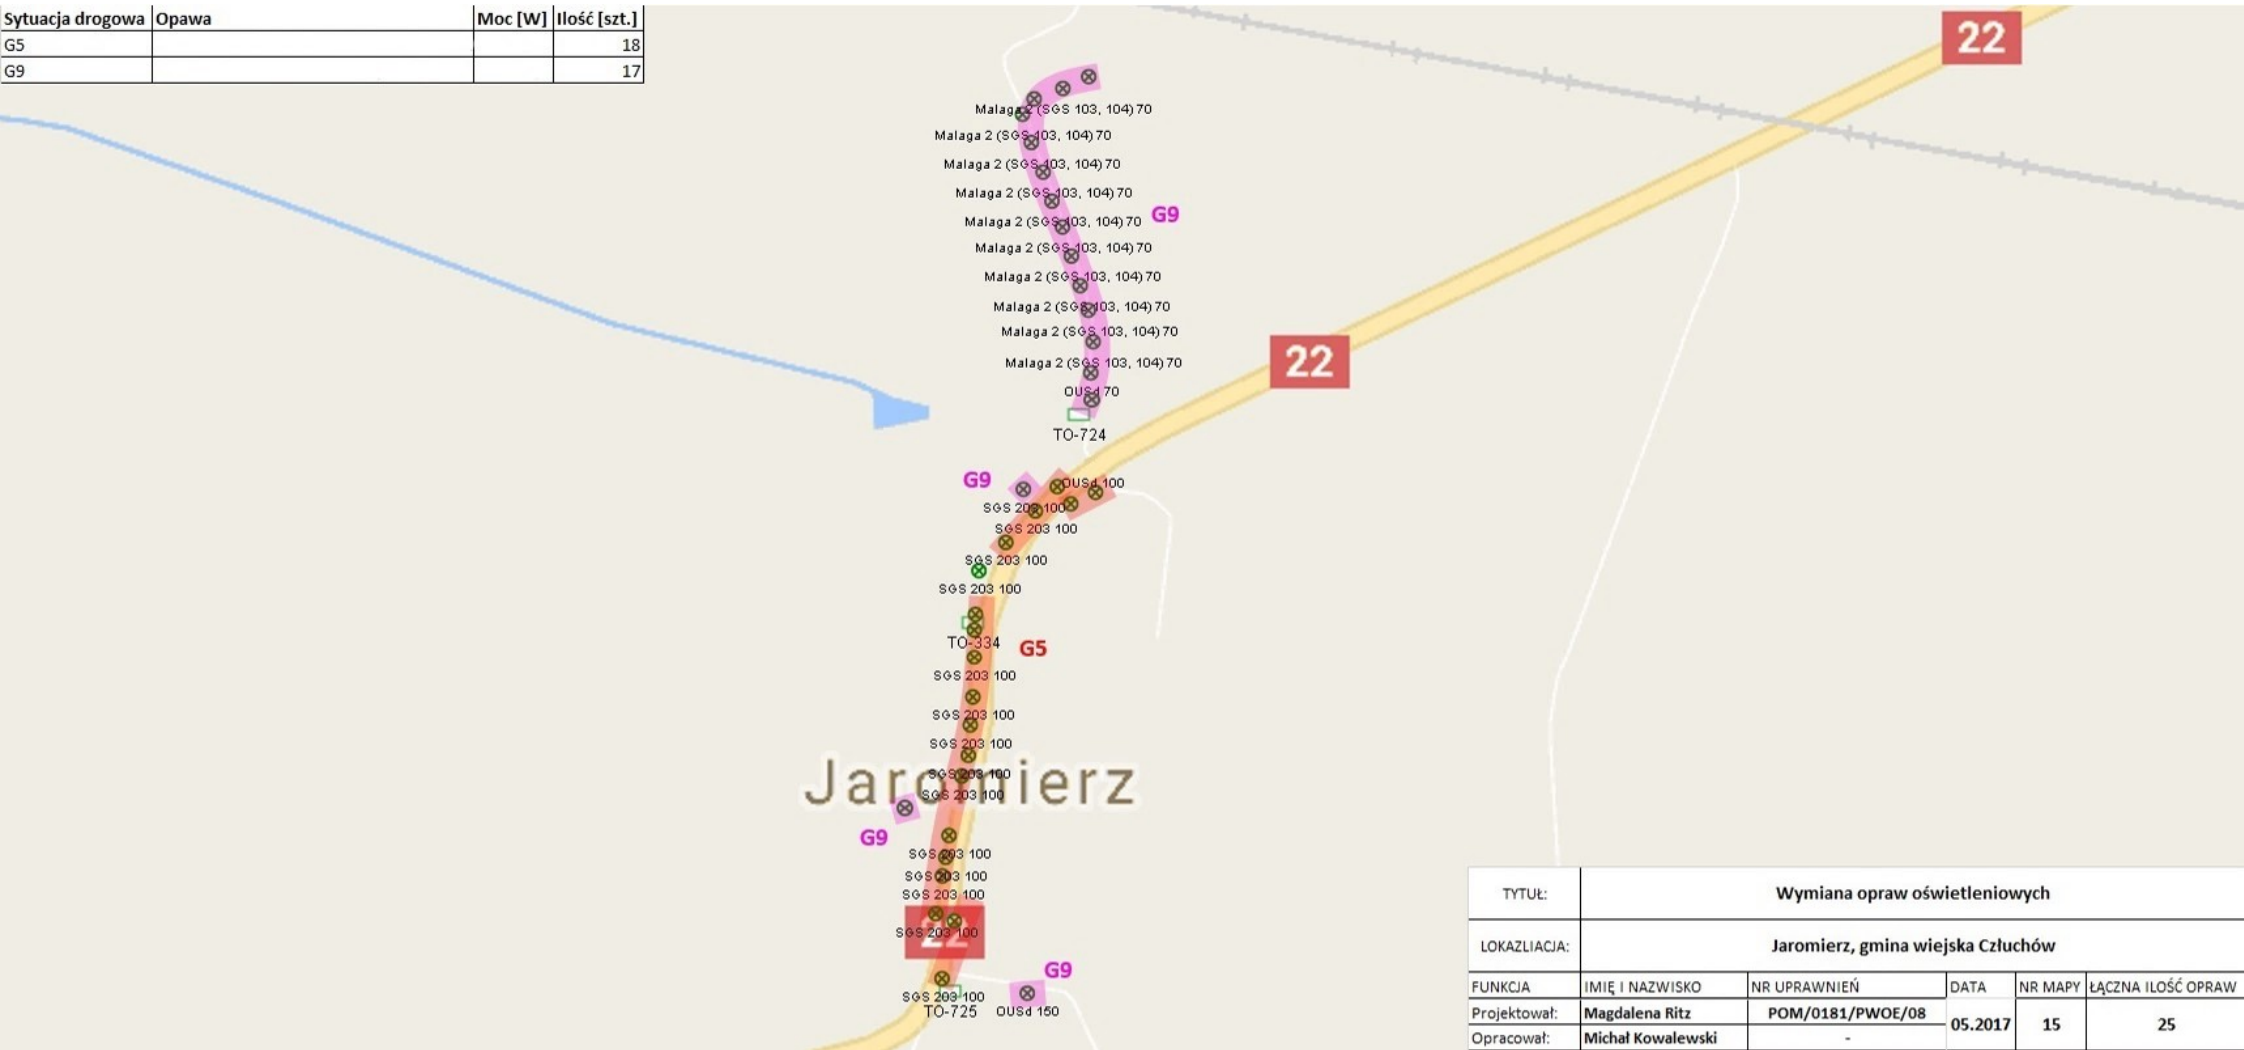 Sytuacja drogowa Opawa Moc [W] Ilość [szt.]
G5 18
G9 17
22
Malaga 2 (SGS 103, 104) 70
Malaga 2 (SGS 103, 104) 70
Malaga 2 (SGS 103, 104) 70
Malaga 2 (SGS 103, 104) 70
G9
Malaga 2 (SGS 103, 104) 70
Malaga 2 (SGS 103, 104) 70
Malaga 2 (SGS 103, 104) 70
Malaga 2 (SGS 103, 104) 70
Malaga 2 (SGS 103, 104) 70
22
Malaga 2 (SGS 103, 104) 70
OUSd 70
TO-724
G9
OUSd 100
SGS 203 100
SGS 203 100
SGS 203 100
SGS 203 100
TO-334
G5
SGS 203 100
SGS 203 100
SGS 203 100
SGS 203 100
Jaromierz
SGS 203 100
G9
SGS 203 100
SGS 203 100
SGS 203 100
22
SGS 203 100
G9
SGS 203 100
TO-725
OUSd 150
TYTUŁ: Wymiana opraw oświetleniowych
LOKAZLIACJA: Jaromierz, gmina wiejska Człuchów
FUNKCJA IMIĘ I NAZWISKO NR UPRAWNIEŃ DATA NR MAPY ŁĄCZNA ILOŚĆ OPRAW
Projektował: Magdalena Ritz POM/0181/PWOE/08 05.2017 15 25
Opracował: Michał Kowalewski -